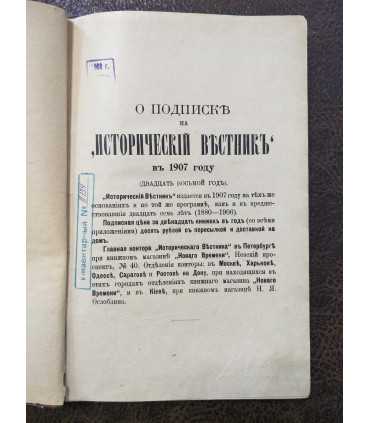 О ПОДПИСКѢ
НА
„ИСТОРИЧЕСКІЙ ВѢСТНИКЪ“
въ 1907 году
(ДВАДЦАТЬ ВОСЬМОЙ ГОДЪ).
„Историческій Вѣстникъ“ издается въ 1907 году на тѣхъ же
основаніяхъ и по той же программѣ, какъ и въ предше-
ствовавшія двадцать семь лѣтъ (1880—1906).
Подписная цѣна за двѣнадцать книжекъ въ годъ (со всѣми
приложеніями) десять рублей съ пересылкой и доставкой на
домъ.
Главная контора „Историческаго Вѣстника“ въ Петербургѣ
при книжномъ магазинѣ „Новаго Времени“, Невскій про-
спектъ, № 40. Отдѣленія конторы: въ Москвѣ, Харьковѣ,
Одессѣ, Саратовѣ и Ростовѣ на Дону, при находящихся въ
этихъ городахъ отдѣленіяхъ книжнаго магазина „Новаго
Времени“, и въ Кіевѣ, при книжномъ магазинѣ Н. Я.
Оглоблина.
Инвентарный №